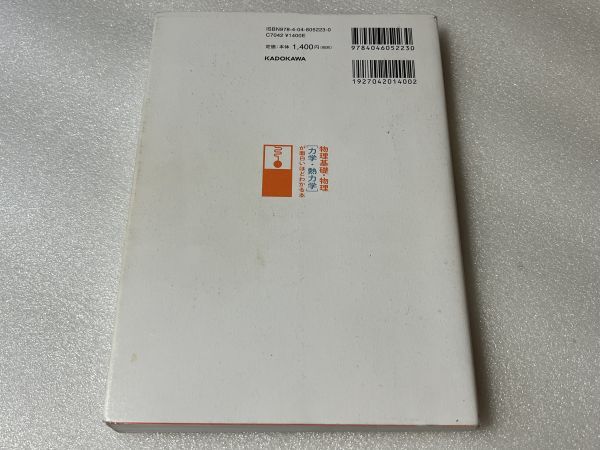 ISBN978-4-04-605223-0
C7042 ¥1400E
定価:本体1,400円(税別)
KADOKAWA
9784046052230
1927042014002
物理基礎・物理
[力学・熱力学]
が面白いほどわかる本